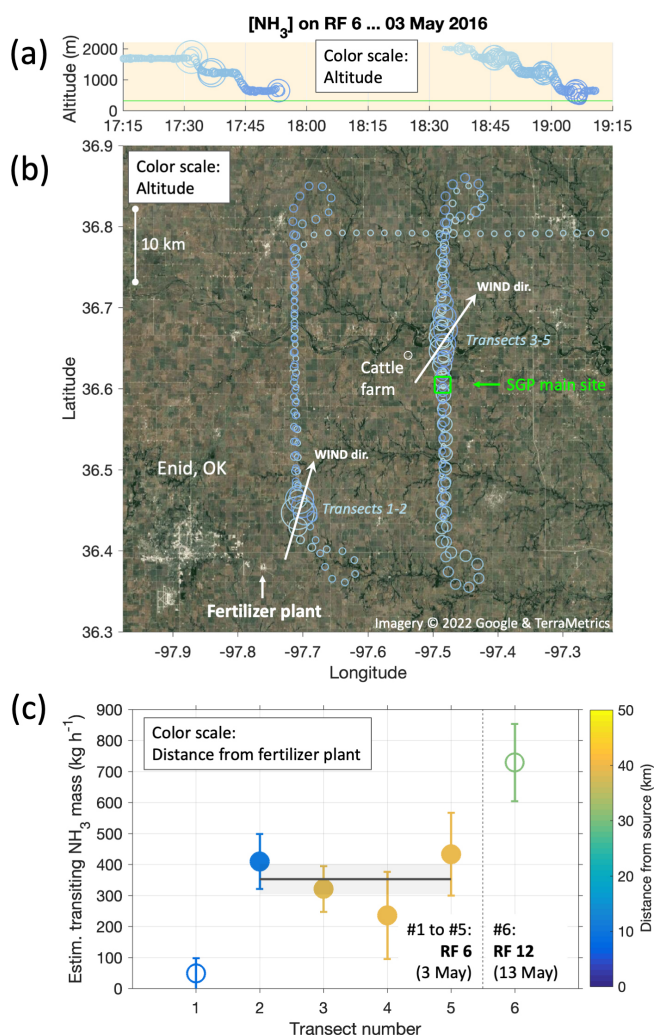 [NH3] on RF 6 ... 03 May 2016
(a)
Altitude (m)
2000
1000
0
Color scale:
Altitude
17:15 17:30 17:45 18:00 18:15 18:30 18:45 19:00 19:15
(b)
36.9
36.8
36.7
36.6
36.5
36.4
36.3
Latitude
Color scale:
Altitude
10 km
WIND dir.
Transects 3-5
Cattle
farm
SGP main site
Enid, OK
WIND dir.
Transects 1-2
Fertilizer plant
Imagery © 2022 Google & TerraMetrics
-97.9 -97.8 -97.7 -97.6 -97.5 -97.4 -97.3
Longitude
(c)
Estim. transiting NH3 mass (kg h⁻¹)
900
800
700
600
500
400
300
200
100
0
Color scale:
Distance from fertilizer plant
#1 to #5:
RF 6
(3 May)
#6:
RF 12
(13 May)
1 2 3 4 5 6
Transect number
50
40
30
20
10
0
Distance from source (km)